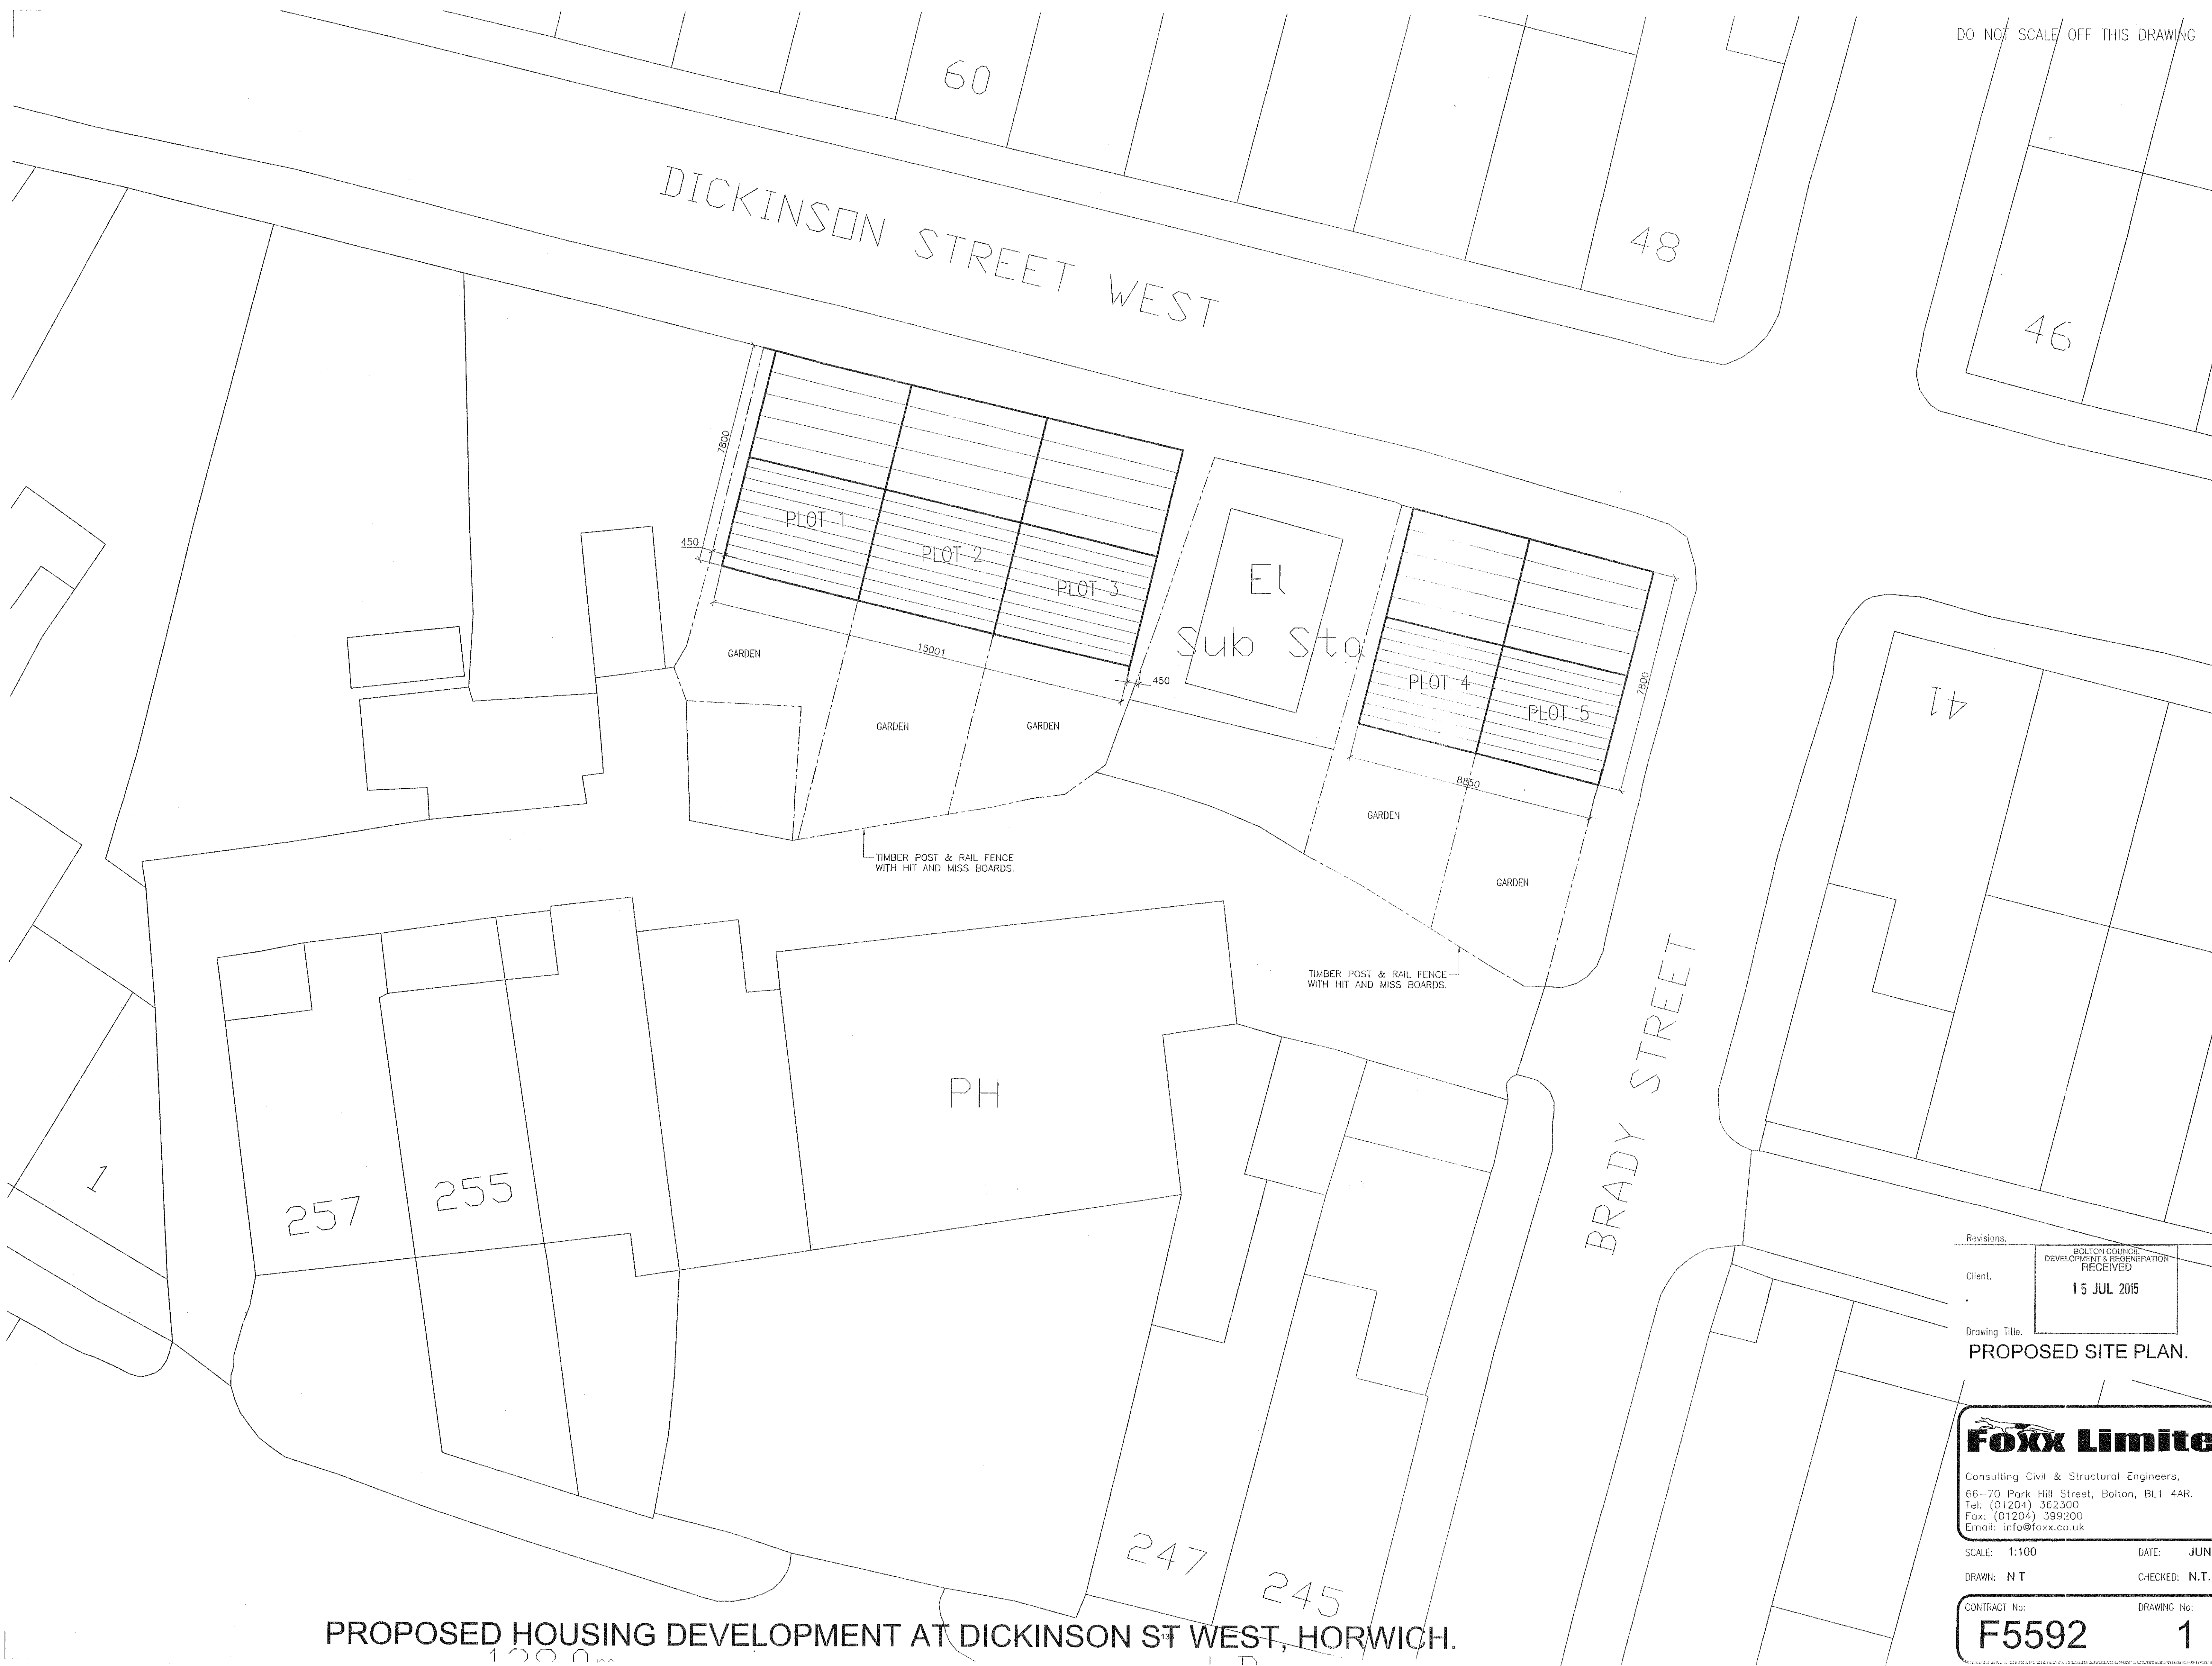 DO NOT SCALE OFF THIS DRAWING
60
DICKINSON STREET WEST
48
46
7800
450
PLOT 1
PLOT 2
PLOT 3
El
Sub Sta
PLOT 4
PLOT 5
7800
41
15001
450
8850
GARDEN
GARDEN
GARDEN
GARDEN
GARDEN
TIMBER POST & RAIL FENCE
WITH HIT AND MISS BOARDS.
TIMBER POST & RAIL FENCE
WITH HIT AND MISS BOARDS.
BRADY STREET
PH
1
257
255
247
245
Revisions.
BOLTON COUNCIL
DEVELOPMENT & REGENERATION
RECEIVED
15 JUL 2015
Client.
Drawing Title.
PROPOSED SITE PLAN.
Foxx Limite
Consulting Civil & Structural Engineers,
66-70 Park Hill Street, Bolton, BL1 4AR.
Tel: (01204) 362300
Fax: (01204) 399200
Email: info@foxx.co.uk
SCALE: 1:100
DATE: JUN
DRAWN: N T
CHECKED: N.T.
CONTRACT No:
F5592
DRAWING No:
1
PROPOSED HOUSING DEVELOPMENT AT DICKINSON ST WEST, HORWICH.